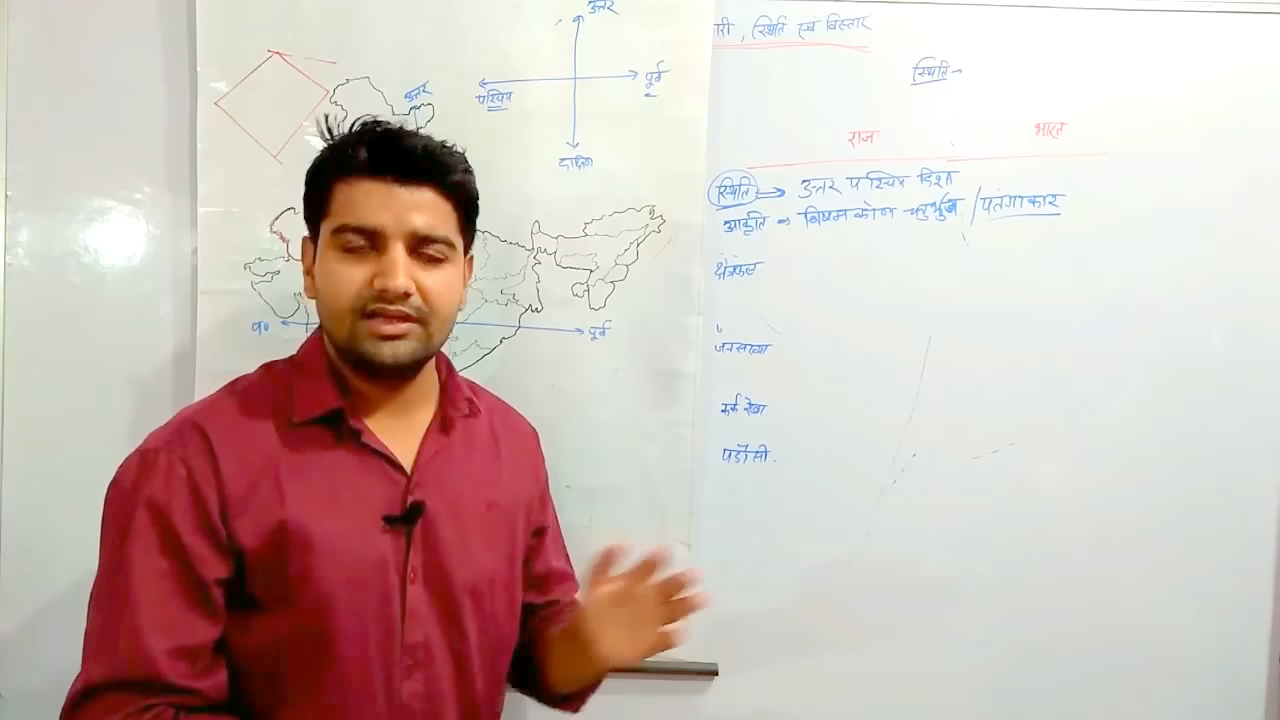 उत्तर
पश्चिम
पूर्व
दक्षिण
उत्तर
प०
पूर्व
री, स्थिति एवं विस्तार
स्थिति →
राज॰ भारत
स्थिति → उत्तर पश्चिम दिशा
आकृति → विषमकोण चतुर्भुज / पतंगाकार
क्षेत्रफल
जनसंख्या
कर्क रेखा
पडौसी.